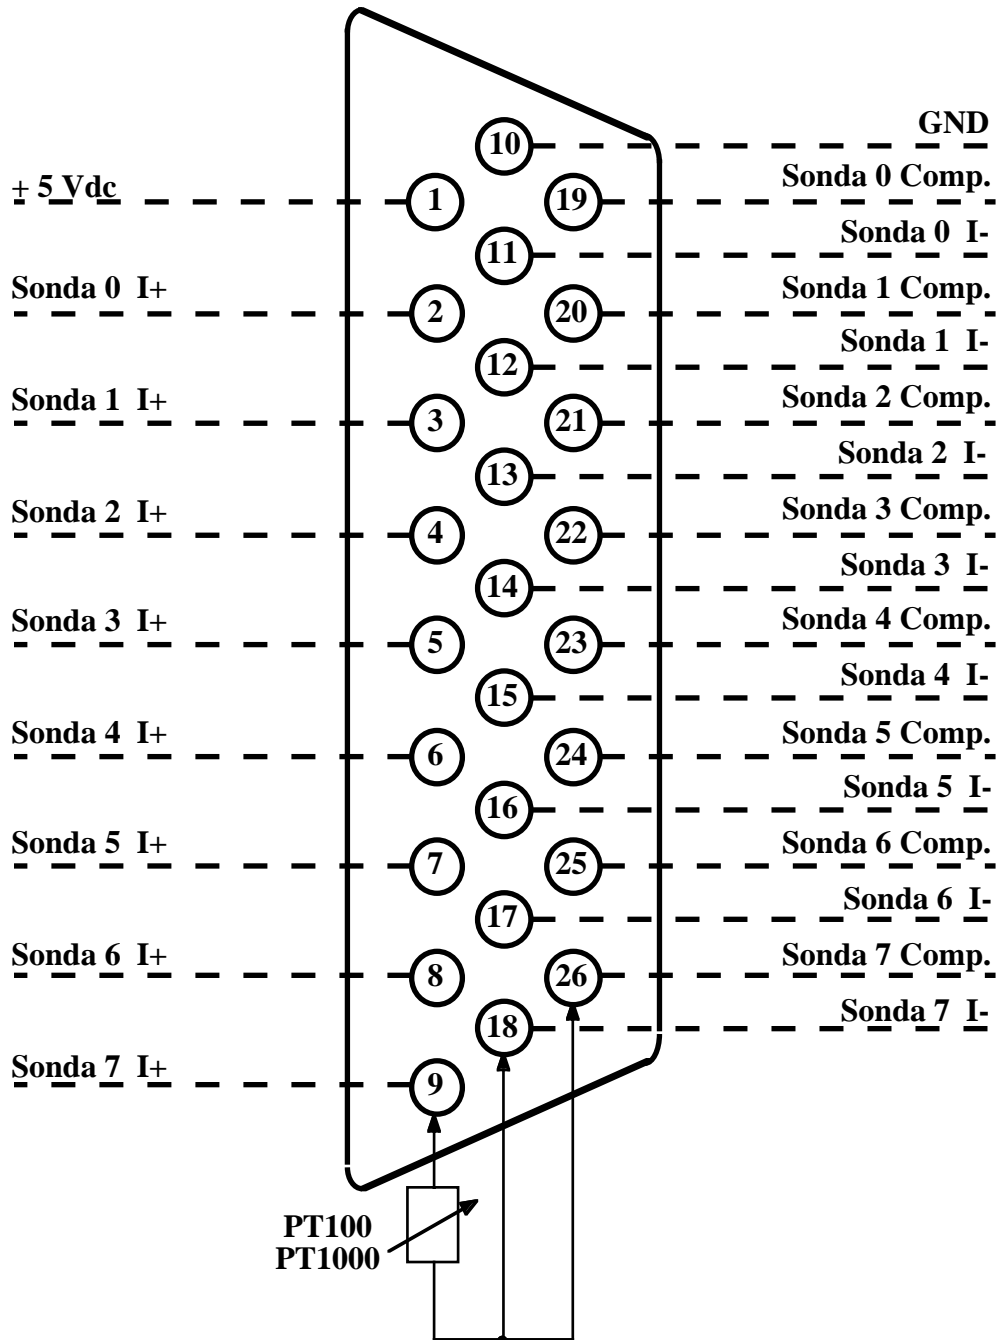 GND
10
Sonda 0 Comp.
+ 5 Vdc
1
19
Sonda 0 I-
11
Sonda 0 I+
2
20
Sonda 1 Comp.
12
Sonda 1 I-
Sonda 1 I+
3
21
Sonda 2 Comp.
13
Sonda 2 I-
Sonda 2 I+
4
22
Sonda 3 Comp.
14
Sonda 3 I-
Sonda 3 I+
5
23
Sonda 4 Comp.
15
Sonda 4 I-
Sonda 4 I+
6
24
Sonda 5 Comp.
16
Sonda 5 I-
Sonda 5 I+
7
25
Sonda 6 Comp.
17
Sonda 6 I-
Sonda 6 I+
8
26
Sonda 7 Comp.
18
Sonda 7 I-
Sonda 7 I+
9
PT100
PT1000